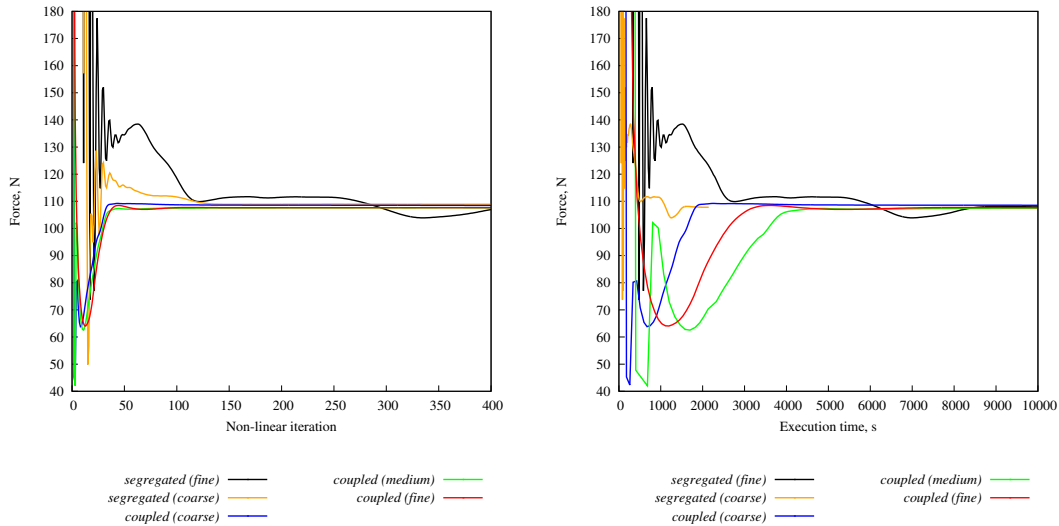 180
170
160
150
140
130
120
110
100
90
80
70
60
50
40
Force, N
0 50 100 150 200 250 300 350 400
Non-linear iteration
segregated (fine)
segregated (coarse)
coupled (coarse)
coupled (medium)
coupled (fine)
180
170
160
150
140
130
120
110
100
90
80
70
60
50
40
Force, N
0 1000 2000 3000 4000 5000 6000 7000 8000 9000 10000
Execution time, s
segregated (fine)
segregated (coarse)
coupled (coarse)
coupled (medium)
coupled (fine)